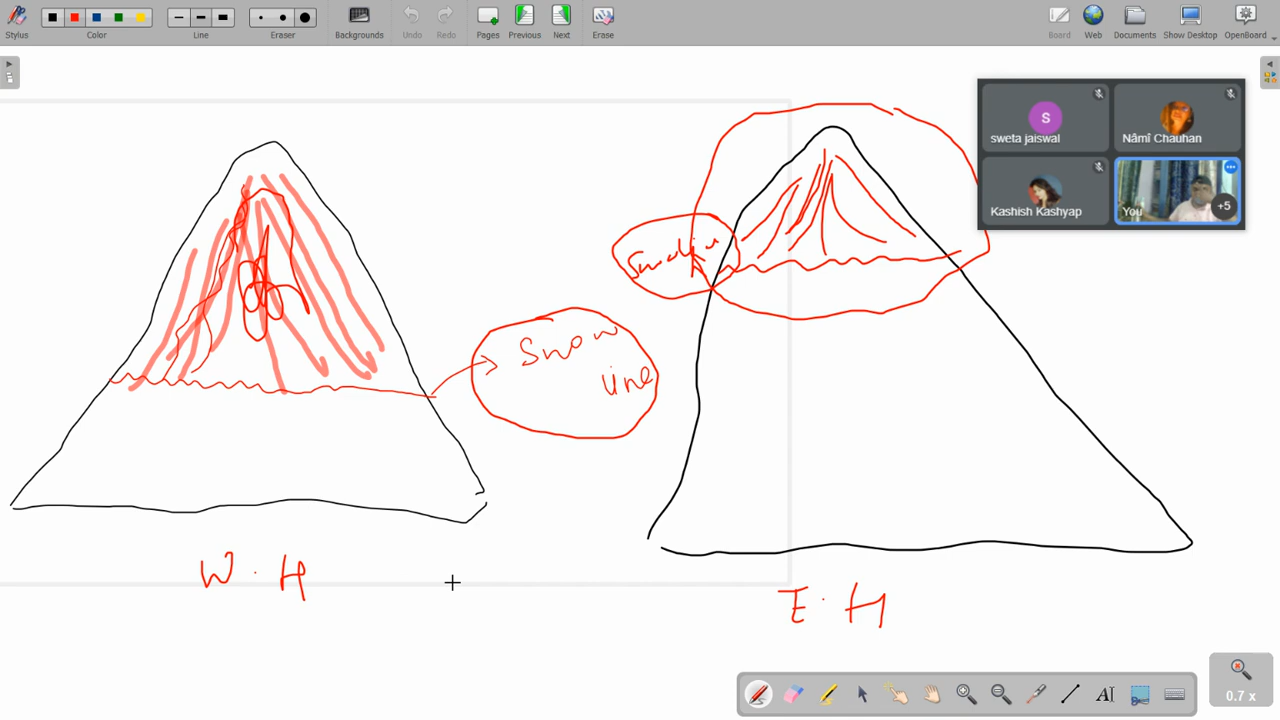 Stylus
Color
Line
Eraser
Backgrounds
Undo
Redo
Pages
Previous
Next
Erase
Board
Web
Documents
Show Desktop
OpenBoard
S
sweta jaiswal
Nâmî Chauhan
Kashish Kashyap
You
+5
Snow
line
W.H
E.H
0.7 x